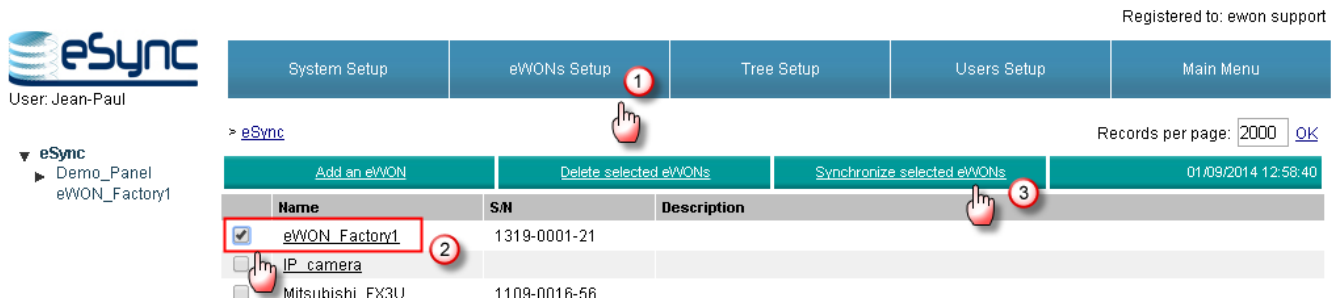 Registered to: ewon support
eSync
System Setup eWONs Setup 1 Tree Setup Users Setup Main Menu
User: Jean-Paul
> eSync Records per page: 2000 OK
▼ eSync
► Demo_Panel
eWON_Factory1
Add an eWON Delete selected eWONs Synchronize selected eWONs 01/09/2014 12:58:40
3
Name S/N Description
eWON_Factory1 1319-0001-21
2
IP_camera
Mitsubishi_FX3U 1109-0016-56